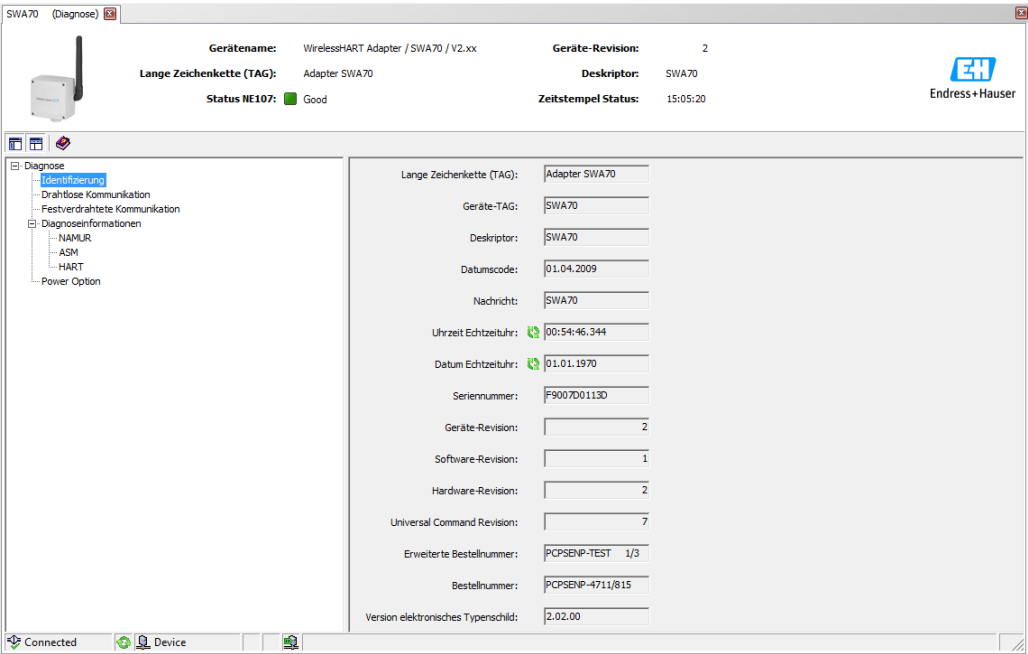 SWA70 (Diagnose)
Gerätename: WirelessHART Adapter / SWA70 / V2.xx Geräte-Revision: 2
Lange Zeichenkette (TAG): Adapter SWA70 Deskriptor: SWA70
Status NE107: Good Zeitstempel Status: 15:05:20
EH
Endress+Hauser
Diagnose
Identifizierung
Drahtlose Kommunikation
Festverdrahtete Kommunikation
Diagnoseinformationen
NAMUR
ASM
HART
Power Option
Lange Zeichenkette (TAG): Adapter SWA70
Geräte-TAG: SWA70
Deskriptor: SWA70
Datumscode: 01.04.2009
Nachricht: SWA70
Uhrzeit Echtzeituhr: 00:54:46.344
Datum Echtzeituhr: 01.01.1970
Seriennummer: F9007D0113D
Geräte-Revision: 2
Software-Revision: 1
Hardware-Revision: 2
Universal Command Revision: 7
Erweiterte Bestellnummer: PCPSENP-TEST 1/3
Bestellnummer: PCPSENP-4711/815
Version elektronisches Typenschild: 2.02.00
Connected Device